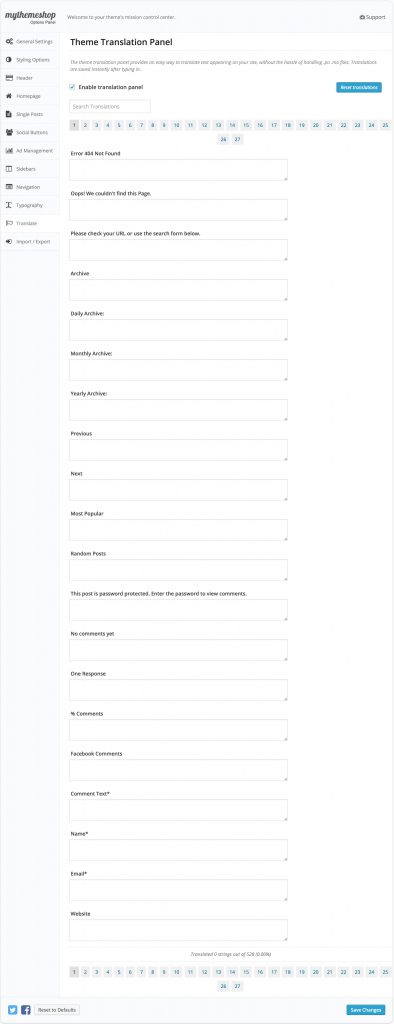 mythemeshop
Options Panel
Welcome to your theme's mission control center.
Support
General Settings
Styling Options
Header
Homepage
Single Posts
Social Buttons
Ad Management
Sidebars
Navigation
Typography
Translate
Import / Export
Theme Translation Panel
The theme translation panel provides an easy way to translate text appearing on your site, without the hassle of handling .po .mo files. Translations
are saved instantly after typing in.
Enable translation panel
Reset translations
Search Translations
1 2 3 4 5 6 7 8 9 10 11 12 13 14 15 16 17 18 19 20 21 22 23 24 25
26 27
Error 404 Not Found
Oops! We couldn't find this Page.
Please check your URL or use the search form below.
Archive
Daily Archive:
Monthly Archive:
Yearly Archive:
Previous
Next
Most Popular
Random Posts
This post is password protected. Enter the password to view comments.
No comments yet
One Response
% Comments
Facebook Comments
Comment Text*
Name*
Email*
Website
Translated 0 strings out of 528 (0.00%)
1 2 3 4 5 6 7 8 9 10 11 12 13 14 15 16 17 18 19 20 21 22 23 24 25
26 27
Reset to Defaults
Save Changes